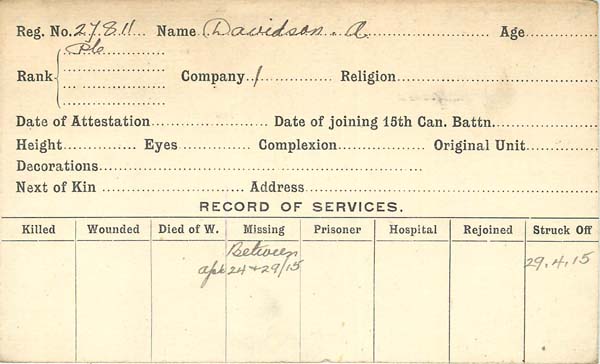 Reg. No. 27811 Name Davidson. A Age
Pte
Rank Company 1 Religion
Date of Attestation Date of joining 15th Can. Battn.
Height Eyes Complexion Original Unit
Decorations
Next of Kin Address
RECORD OF SERVICES.
Killed Wounded Died of W. Missing Prisoner Hospital Rejoined Struck Off
Between 29.4.15
apl 24+29/15